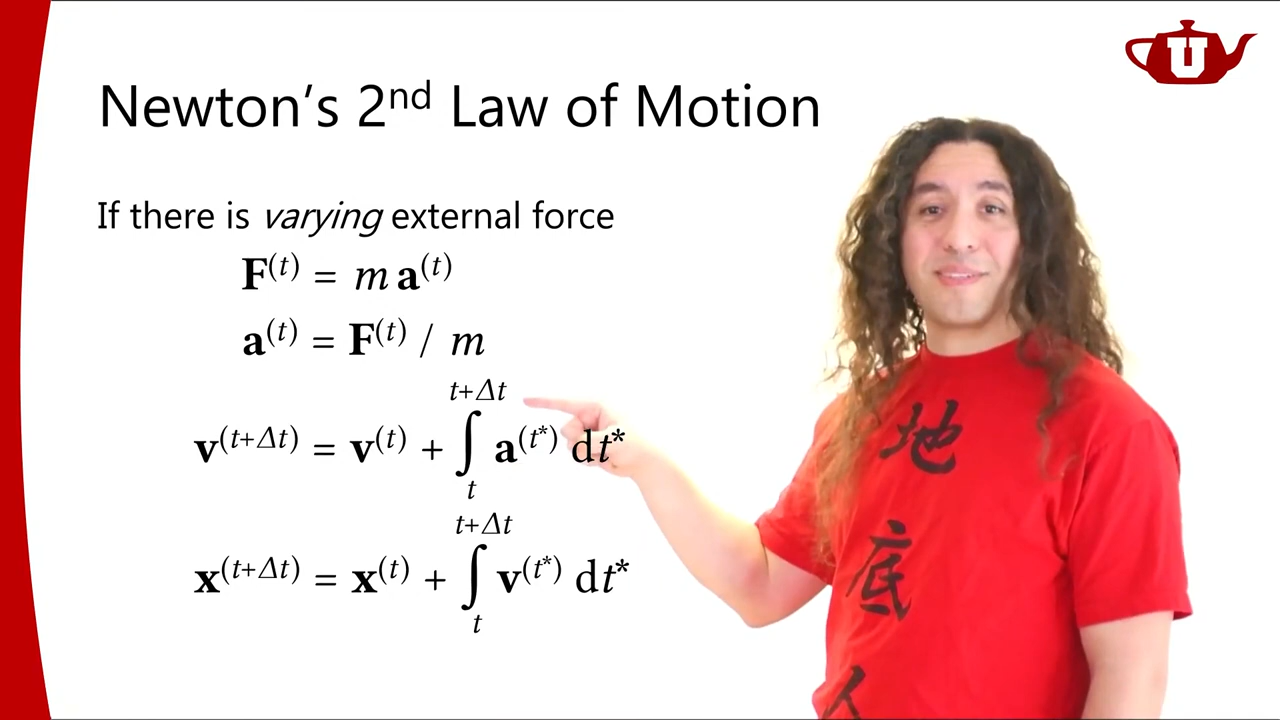 U
Newton's 2nd Law of Motion
If there is varying external force
F^(t) = m a^(t)
a^(t) = F^(t) / m
v^(t+Δt) = v^(t) + ∫_t^{t+Δt} a^(t*) dt*
x^(t+Δt) = x^(t) + ∫_t^{t+Δt} v^(t*) dt*
地
底
人